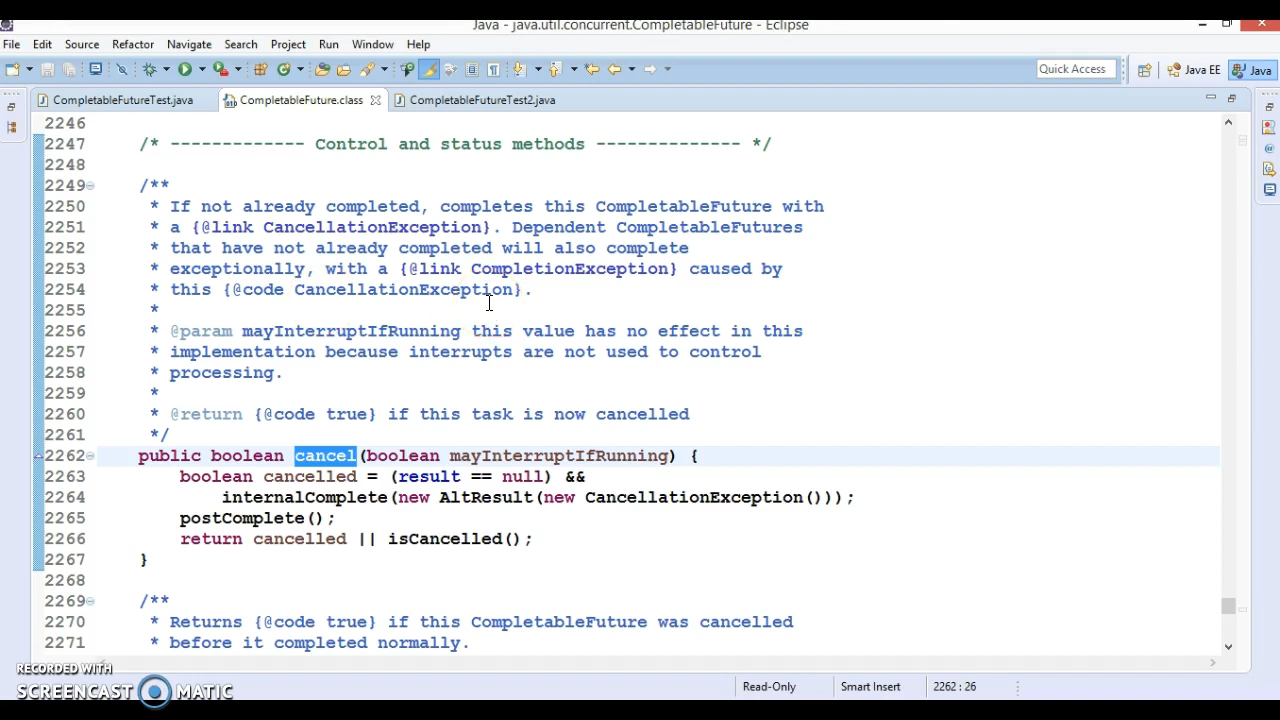 Java - java.util.concurrent.CompletableFuture - Eclipse
File Edit Source Refactor Navigate Search Project Run Window Help
Quick Access Java EE Java
CompletableFutureTest.java CompletableFuture.class CompletableFutureTest2.java
2246
2247 /* ------------- Control and status methods -------------- */
2248
2249 /**
2250 * If not already completed, completes this CompletableFuture with
2251 * a {@link CancellationException}. Dependent CompletableFutures
2252 * that have not already completed will also complete
2253 * exceptionally, with a {@link CompletionException} caused by
2254 * this {@code CancellationException}.
2255 *
2256 * @param mayInterruptIfRunning this value has no effect in this
2257 * implementation because interrupts are not used to control
2258 * processing.
2259 *
2260 * @return {@code true} if this task is now cancelled
2261 */
2262 public boolean cancel(boolean mayInterruptIfRunning) {
2263 boolean cancelled = (result == null) &&
2264 internalComplete(new AltResult(new CancellationException()));
2265 postComplete();
2266 return cancelled || isCancelled();
2267 }
2268
2269 /**
2270 * Returns {@code true} if this CompletableFuture was cancelled
2271 * before it completed normally.
RECORDED WITH
SCREENCAST MATIC
Read-Only Smart Insert 2262 : 26